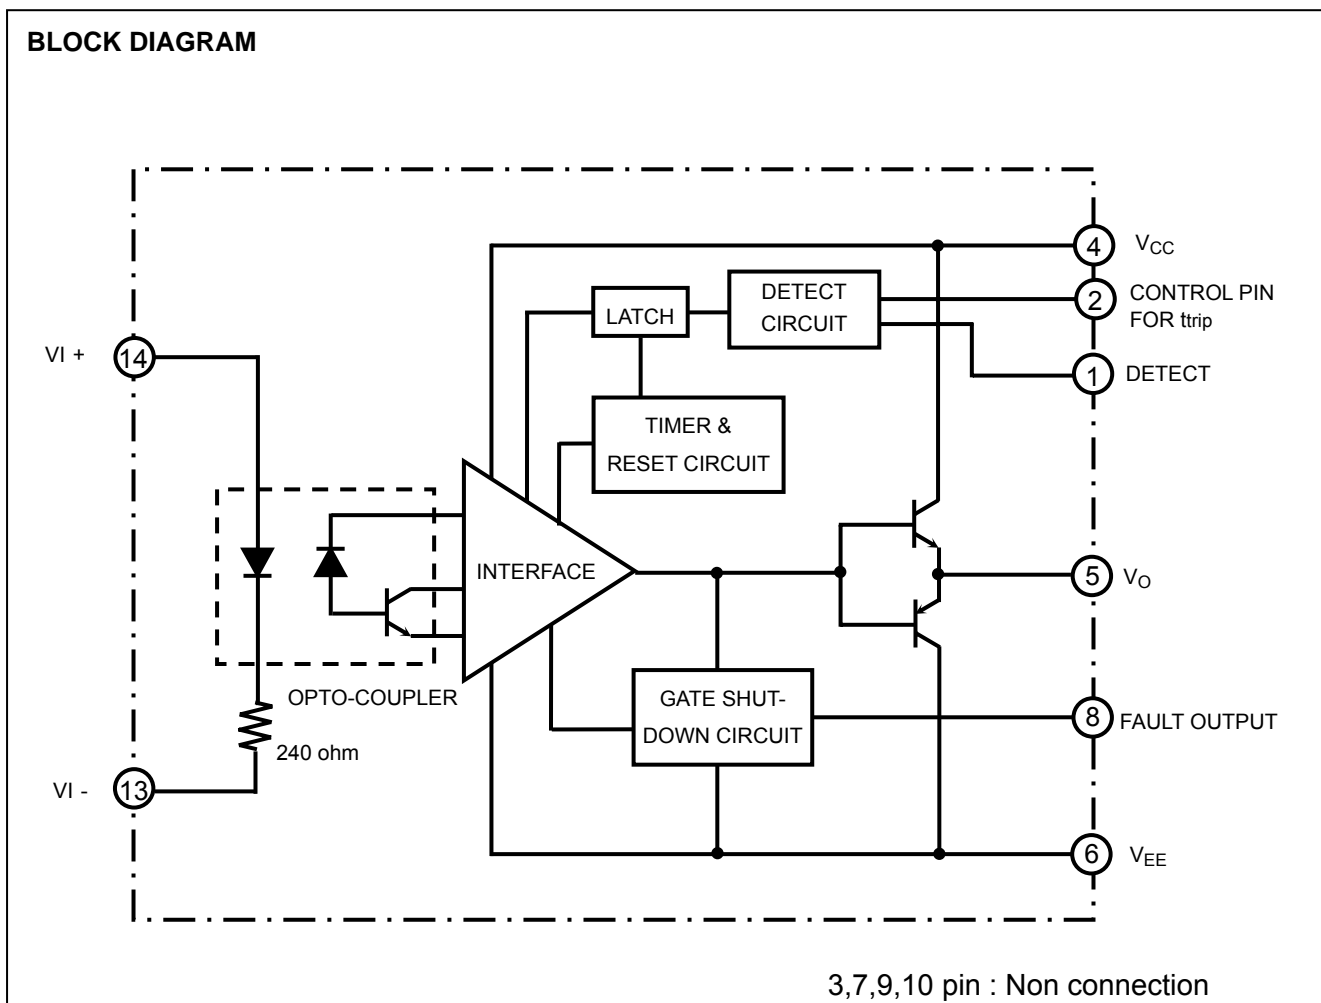 BLOCK DIAGRAM
4
VCC
2
CONTROL PIN
FOR ttrip
DETECT
CIRCUIT
LATCH
1
DETECT
VI +
14
TIMER &
RESET CIRCUIT
INTERFACE
5
VO
OPTO-COUPLER
GATE SHUT-
DOWN CIRCUIT
8
FAULT OUTPUT
240 ohm
VI -
13
6
VEE
3,7,9,10 pin : Non connection